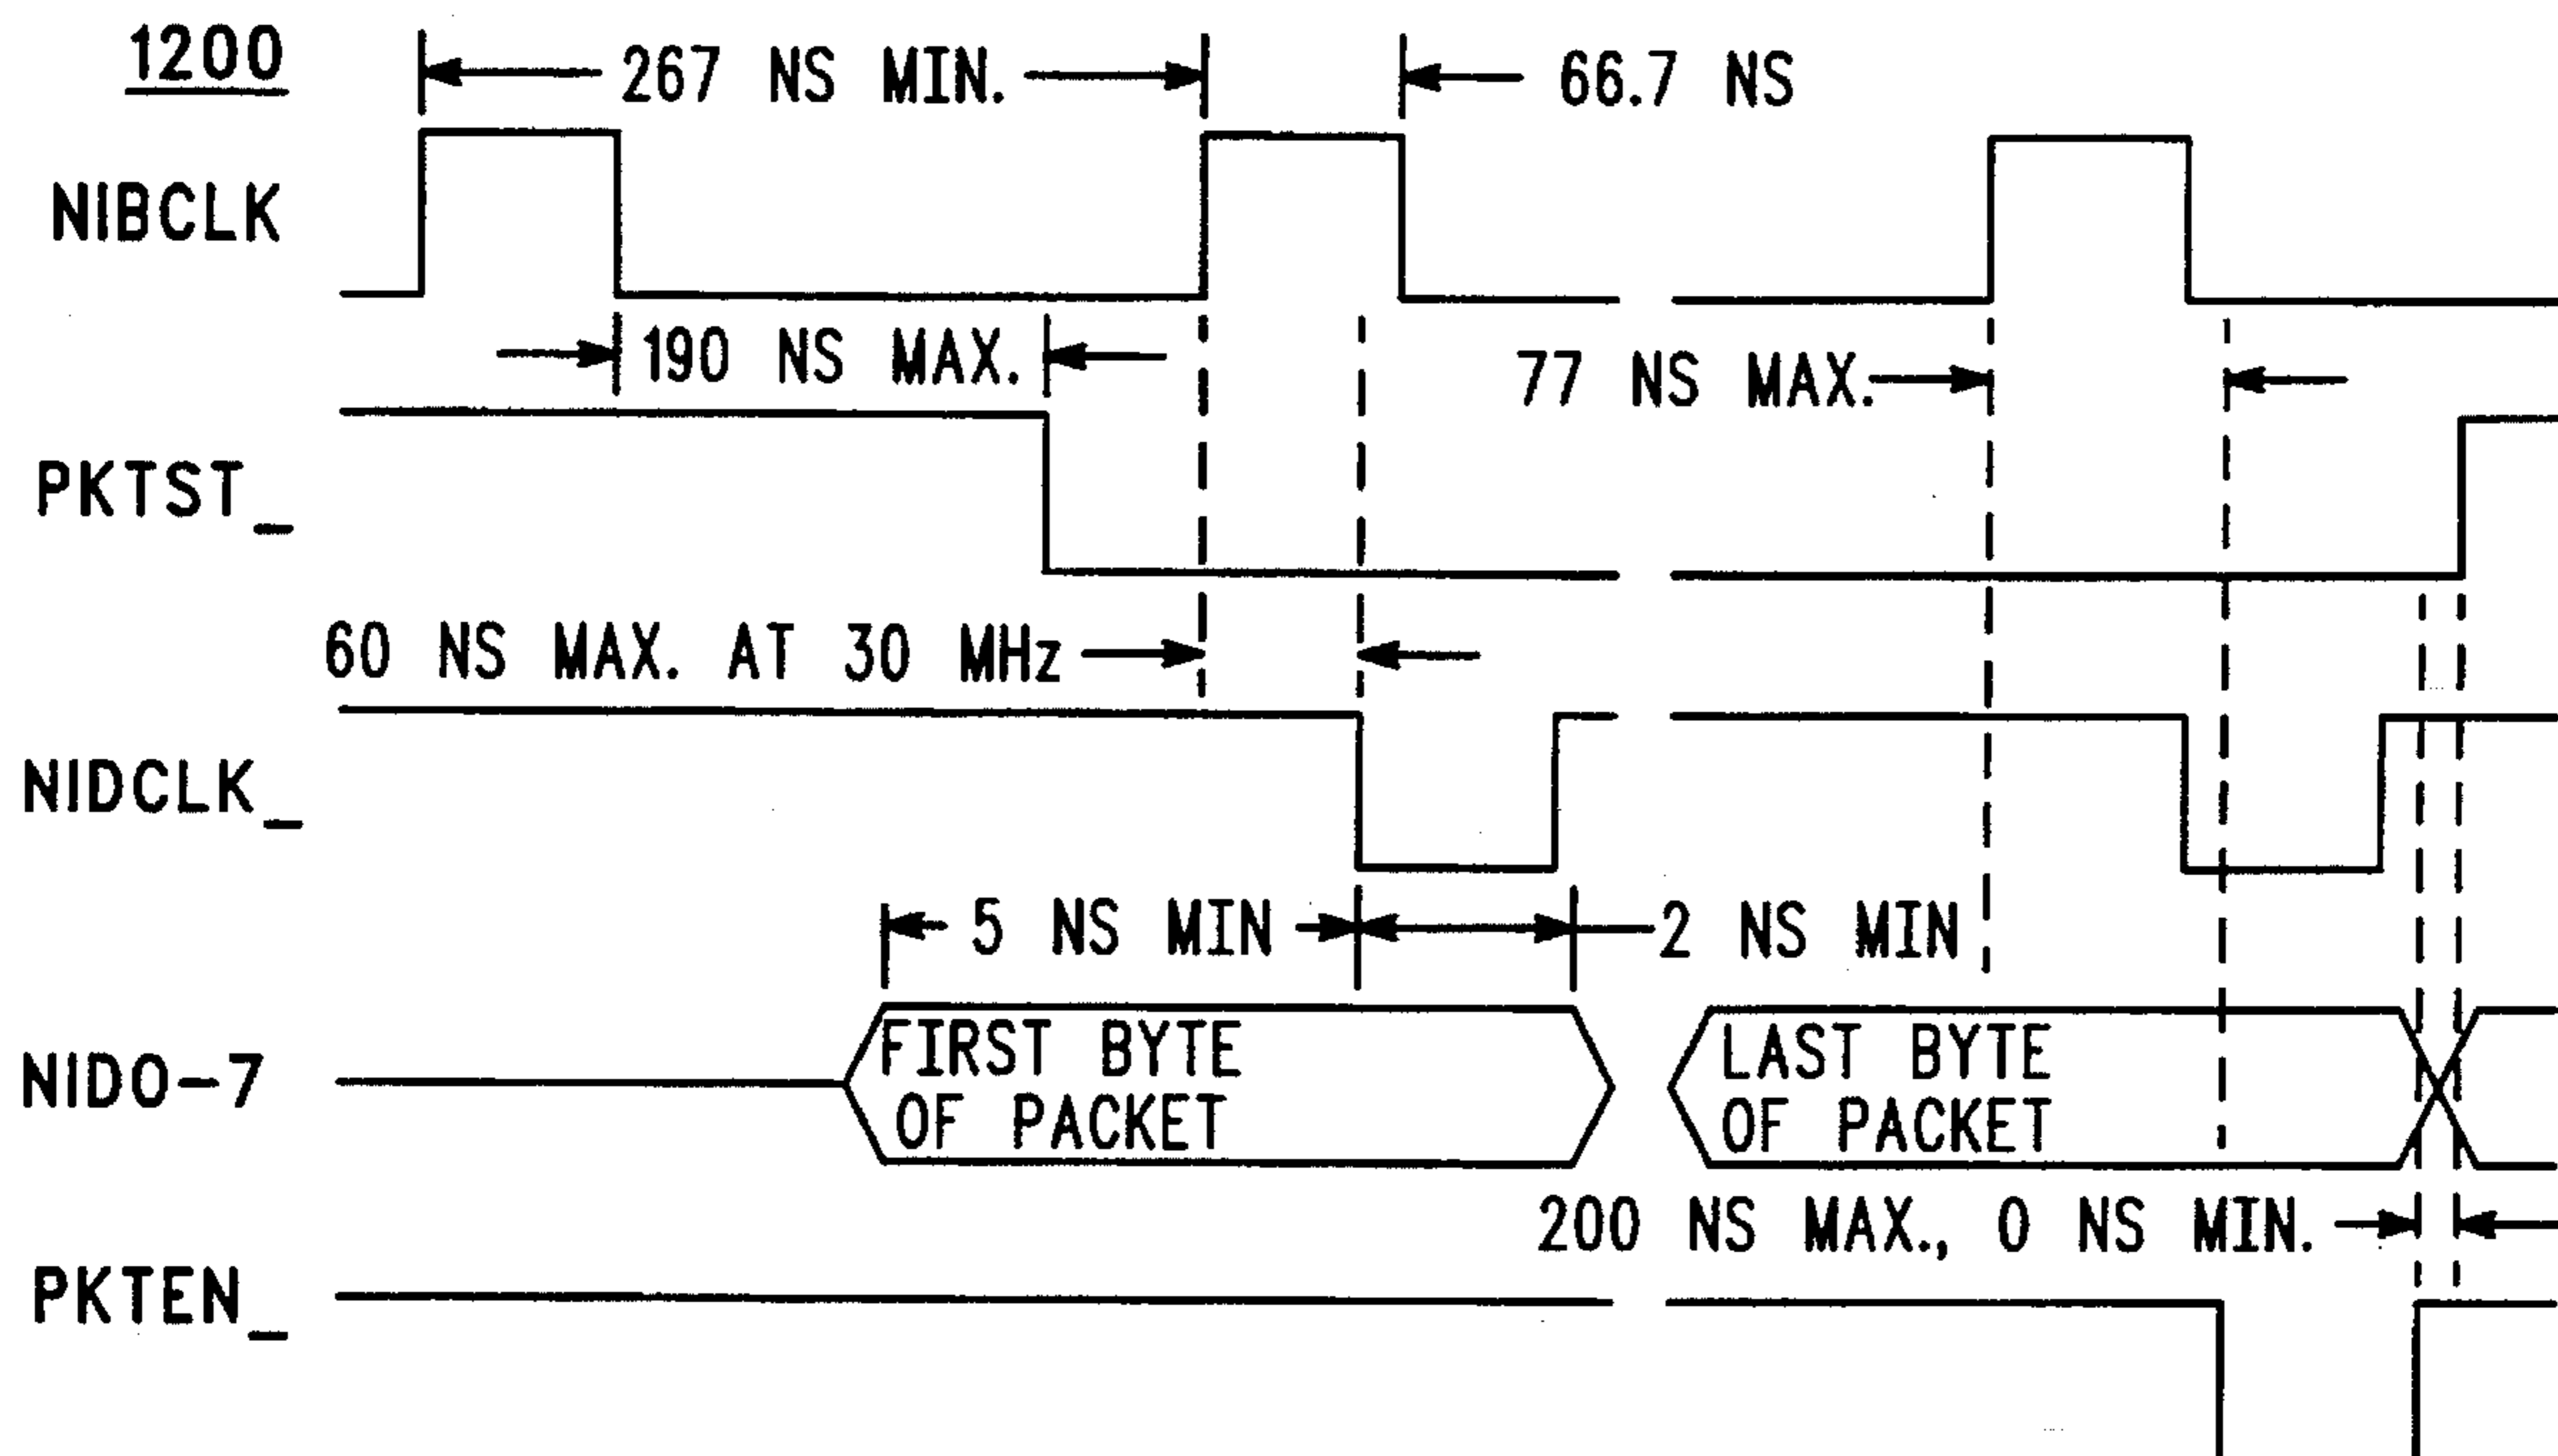 1200
267 NS MIN.
66.7 NS
NIBCLK
190 NS MAX.
77 NS MAX.
PKTST_
60 NS MAX. AT 30 MHz
NIDCLK_
5 NS MIN
2 NS MIN
NIDO-7
FIRST BYTE
OF PACKET
LAST BYTE
OF PACKET
200 NS MAX., 0 NS MIN.
PKTEN_